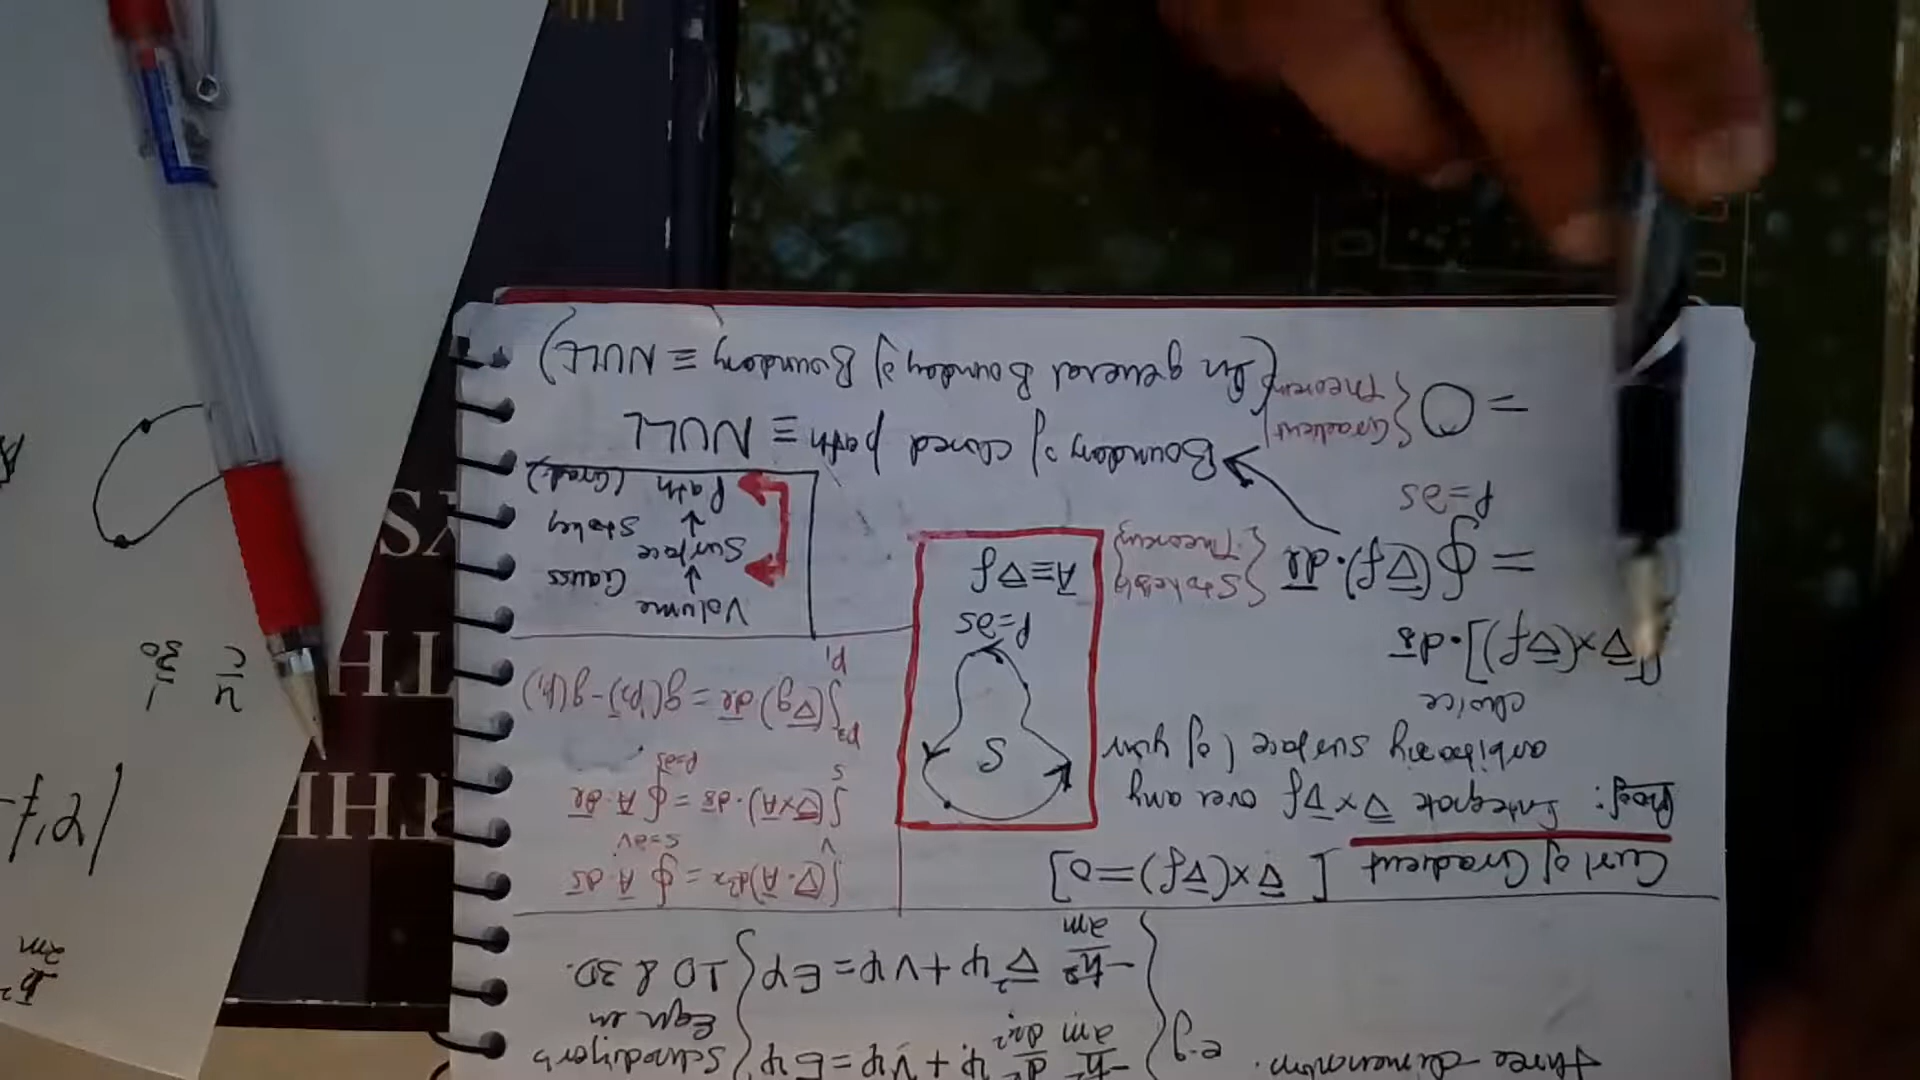 three-dimension.
e.g. { -ħ²/2m d²/dx² ψ + Vψ = Eψ
-ħ²/2m ∇²ψ + Vψ = Eψ }
Schrodinger's
Eqn in
1D & 3D.
Curl of Gradient [ ∇×(∇f)=0]
Proof: Integrate ∇×∇f over any
arbitrary surface (of your
choice
∫[∇×(∇f)]·ds
= ∮(∇f)·dl {Stokes's Theorem}
P=∂S
= 0 {Gradient Theorem}
Boundary of closed path ≡ NULL
(In general Boundary of Boundary ≡ NULL)
S
P=∂S
A≡∇f
∫(∇·A)d³x = ∮A·ds
V S=∂V
∫(∇×A)·ds = ∮A·dl
S P=∂S
∫(∇g)dl = g(P₂)-g(P₁)
P₂
P₁
Volume
↓ Gauss
Surface
↓ Stokes
Path (Grad.)
2m